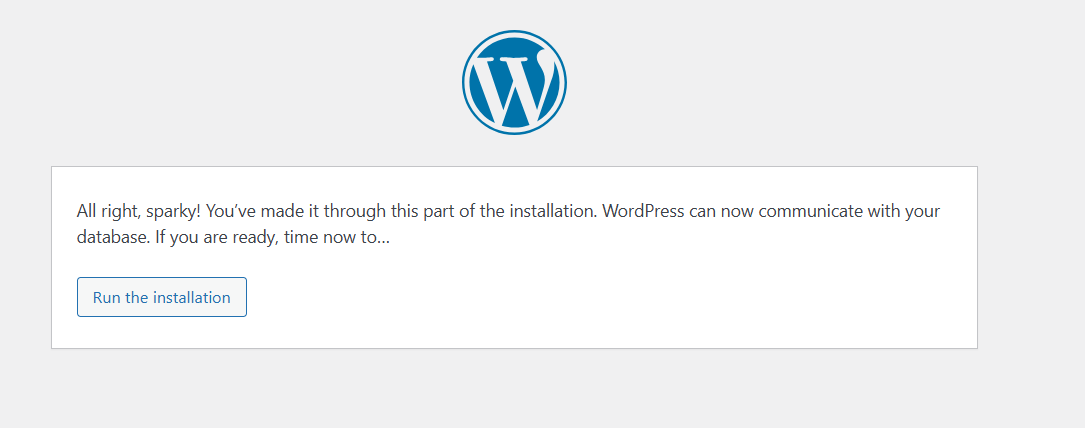 All right, sparky! You’ve made it through this part of the installation. WordPress can now communicate with your
database. If you are ready, time now to…
Run the installation